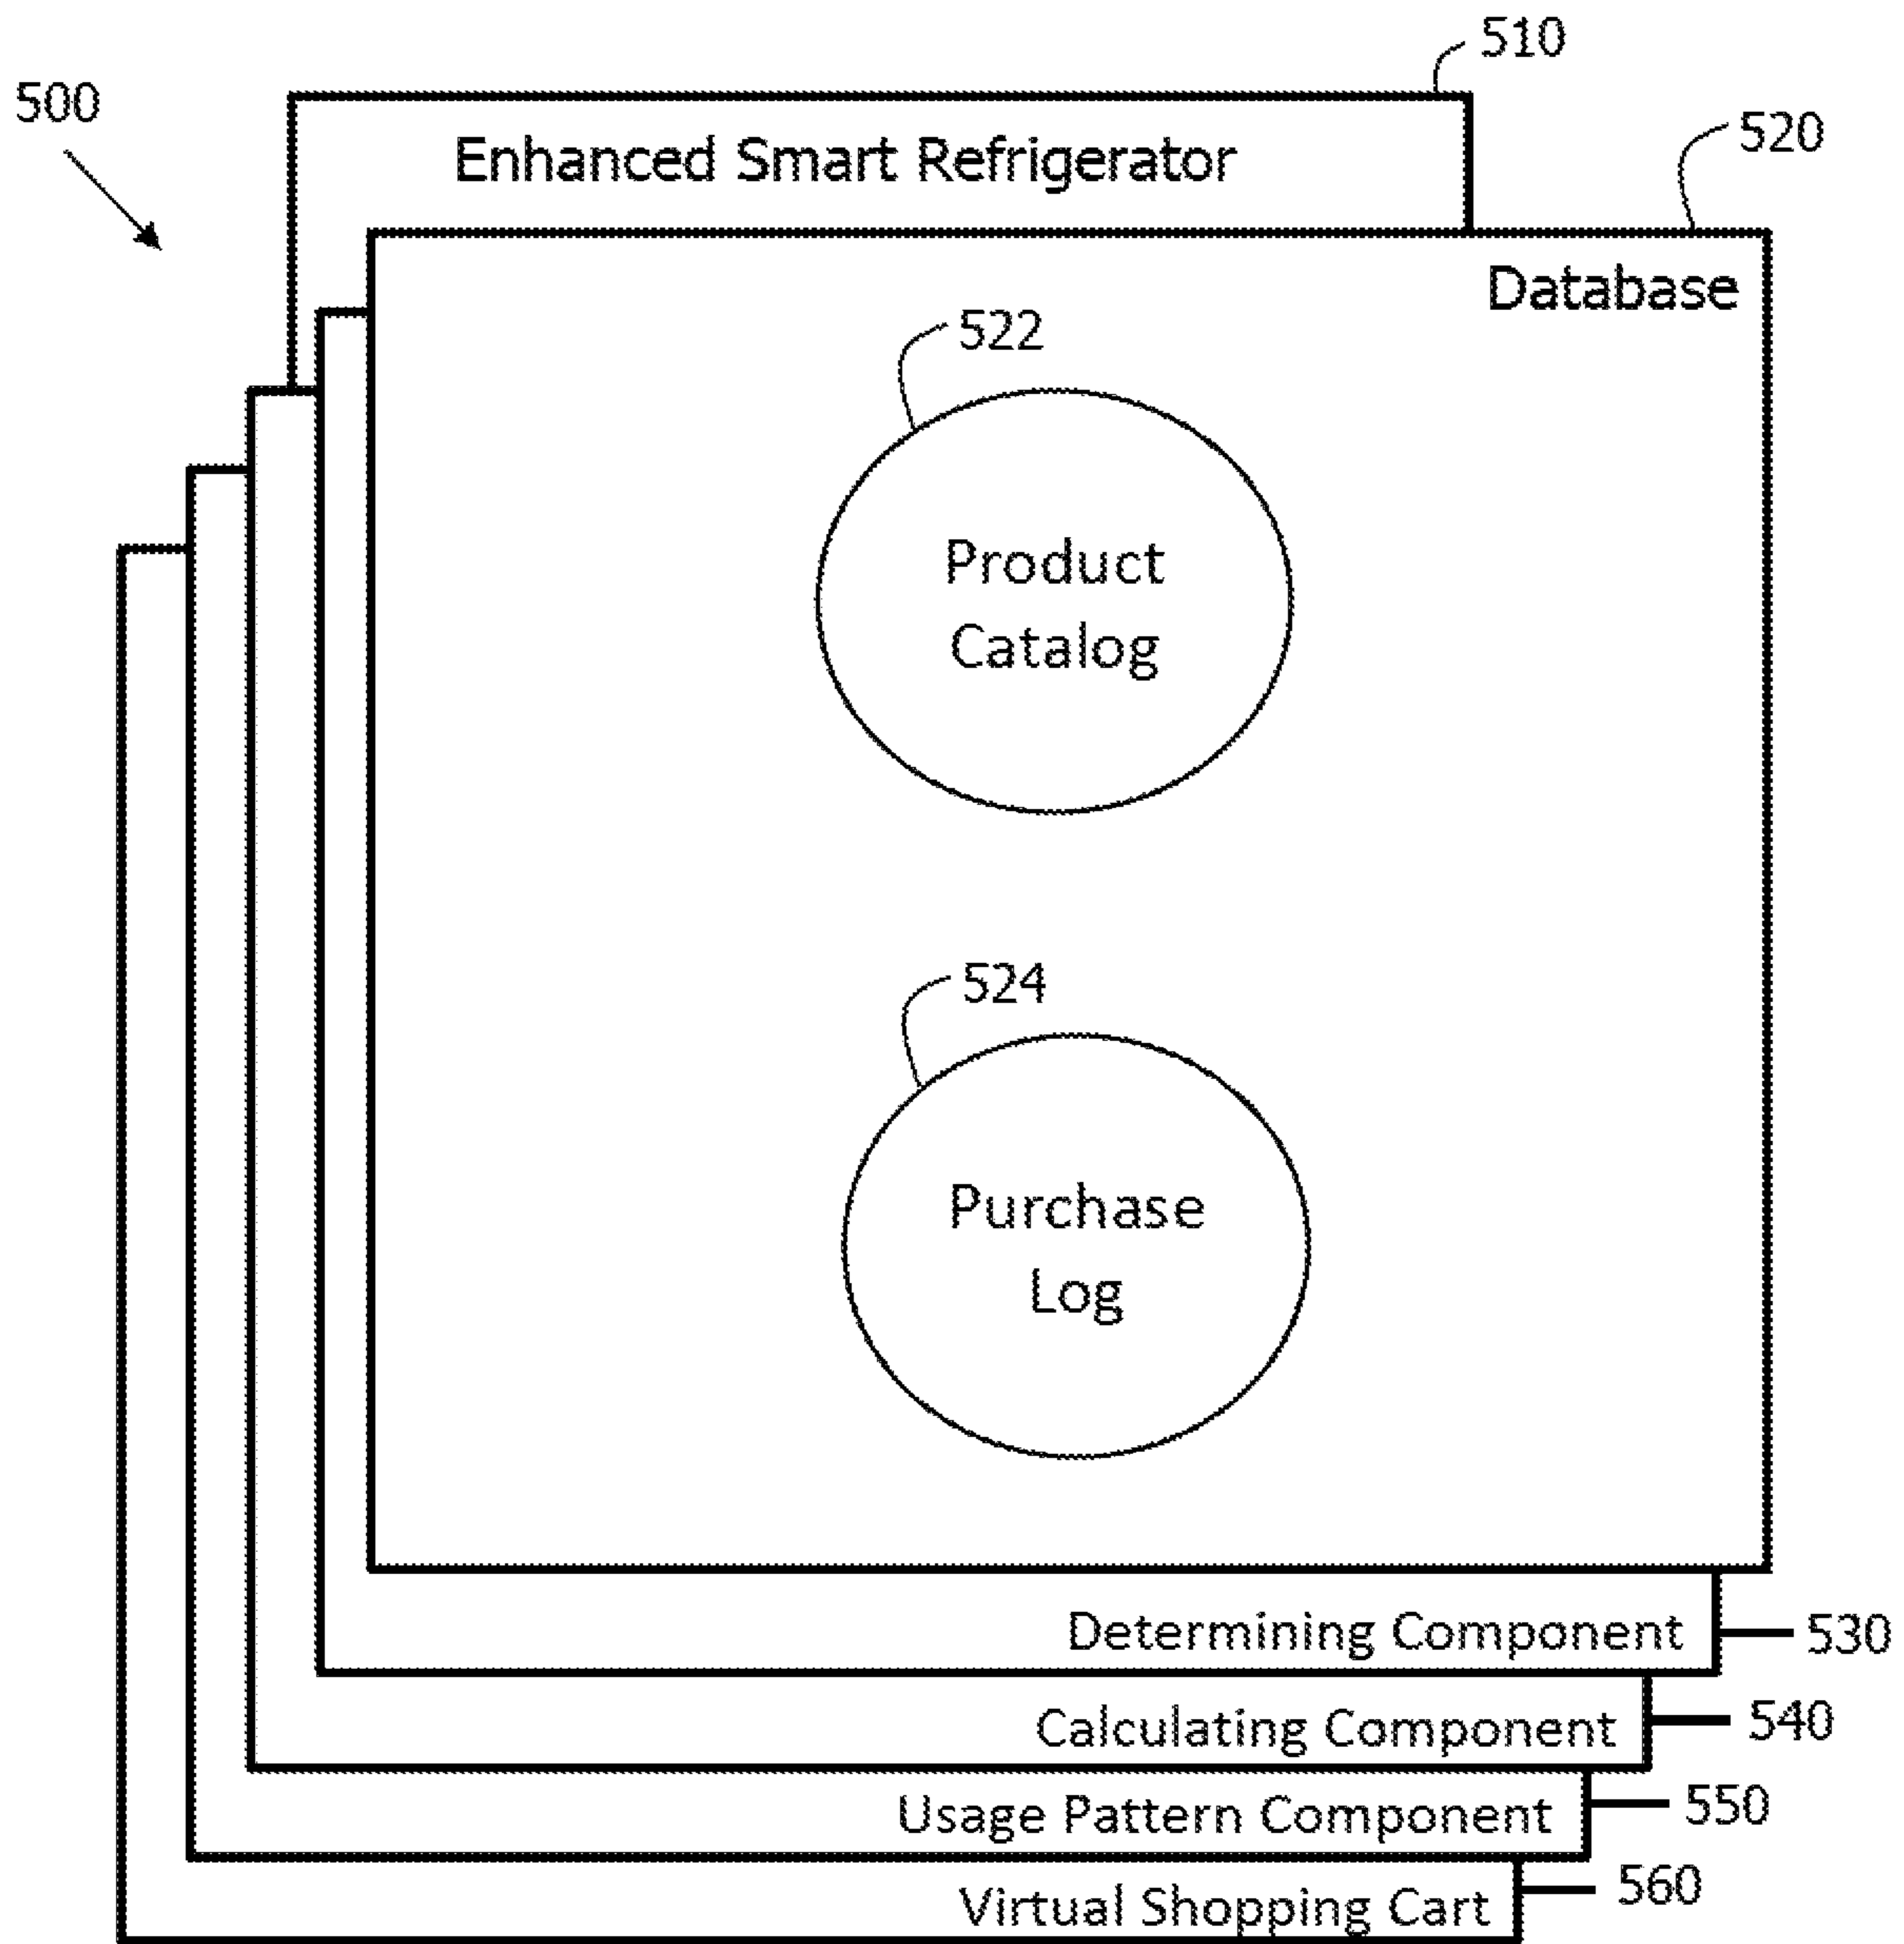 510
500
Enhanced Smart Refrigerator
520
Database
522
Product
Catalog
524
Purchase
Log
Determining Component
530
Calculating Component
540
Usage Pattern Component
550
Virtual Shopping Cart
560